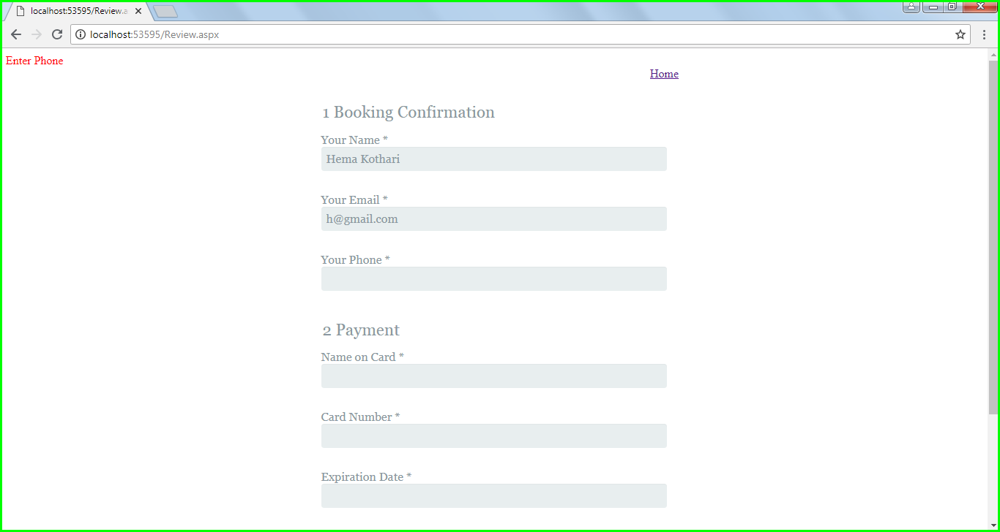 localhost:53595/Review.a
localhost:53595/Review.aspx
Enter Phone
Home
1 Booking Confirmation
Your Name *
Hema Kothari
Your Email *
h@gmail.com
Your Phone *
2 Payment
Name on Card *
Card Number *
Expiration Date *